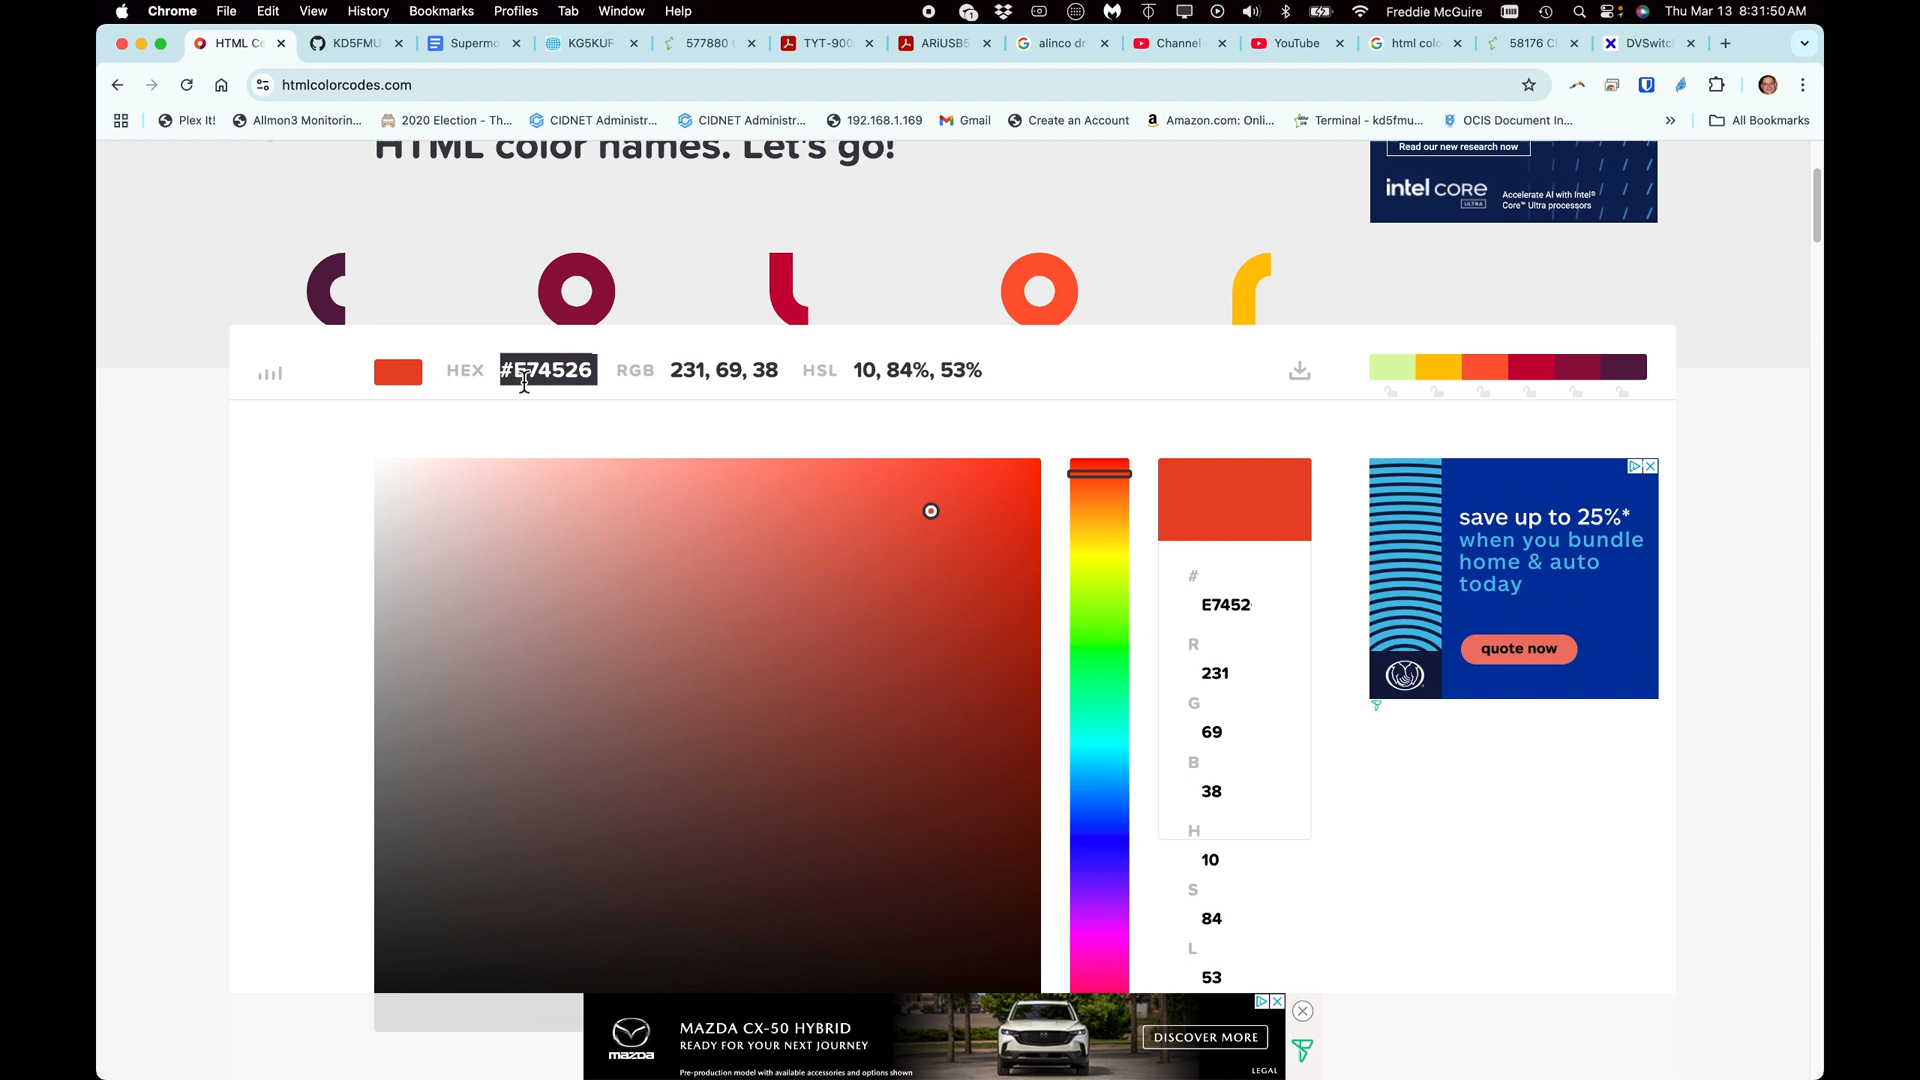 Chrome File Edit View History Bookmarks Profiles Tab Window Help 1 Freddie McGuire Thu Mar 13 8:31:50 AM
HTML Co KD5FMU Supermo KG5KUF 577880 TYT-900 ARiUSB5 alinco dr Channel YouTube html colo 58176 Cl DVSwitc
htmlcolorcodes.com
Plex It! Allmon3 Monitorin... 2020 Election - Th... CIDNET Administr... CIDNET Administr... 192.168.1.169 Gmail Create an Account Amazon.com: Onli... Terminal - kd5fmu... OCIS Document In... » All Bookmarks
HTML color names. Let's go!
Read our new research now
intel core
ULTRA
Accelerate AI with Intel®
Core™ Ultra processors
color
HEX #E74526 RGB 231, 69, 38 HSL 10, 84%, 53%
#
E7452
R
231
G
69
B
38
H
10
S
84
L
53
save up to 25%*
when you bundle
home & auto
today
quote now
mazda
MAZDA CX-50 HYBRID
READY FOR YOUR NEXT JOURNEY
Pre-production model with available accessories and options shown
DISCOVER MORE
LEGAL